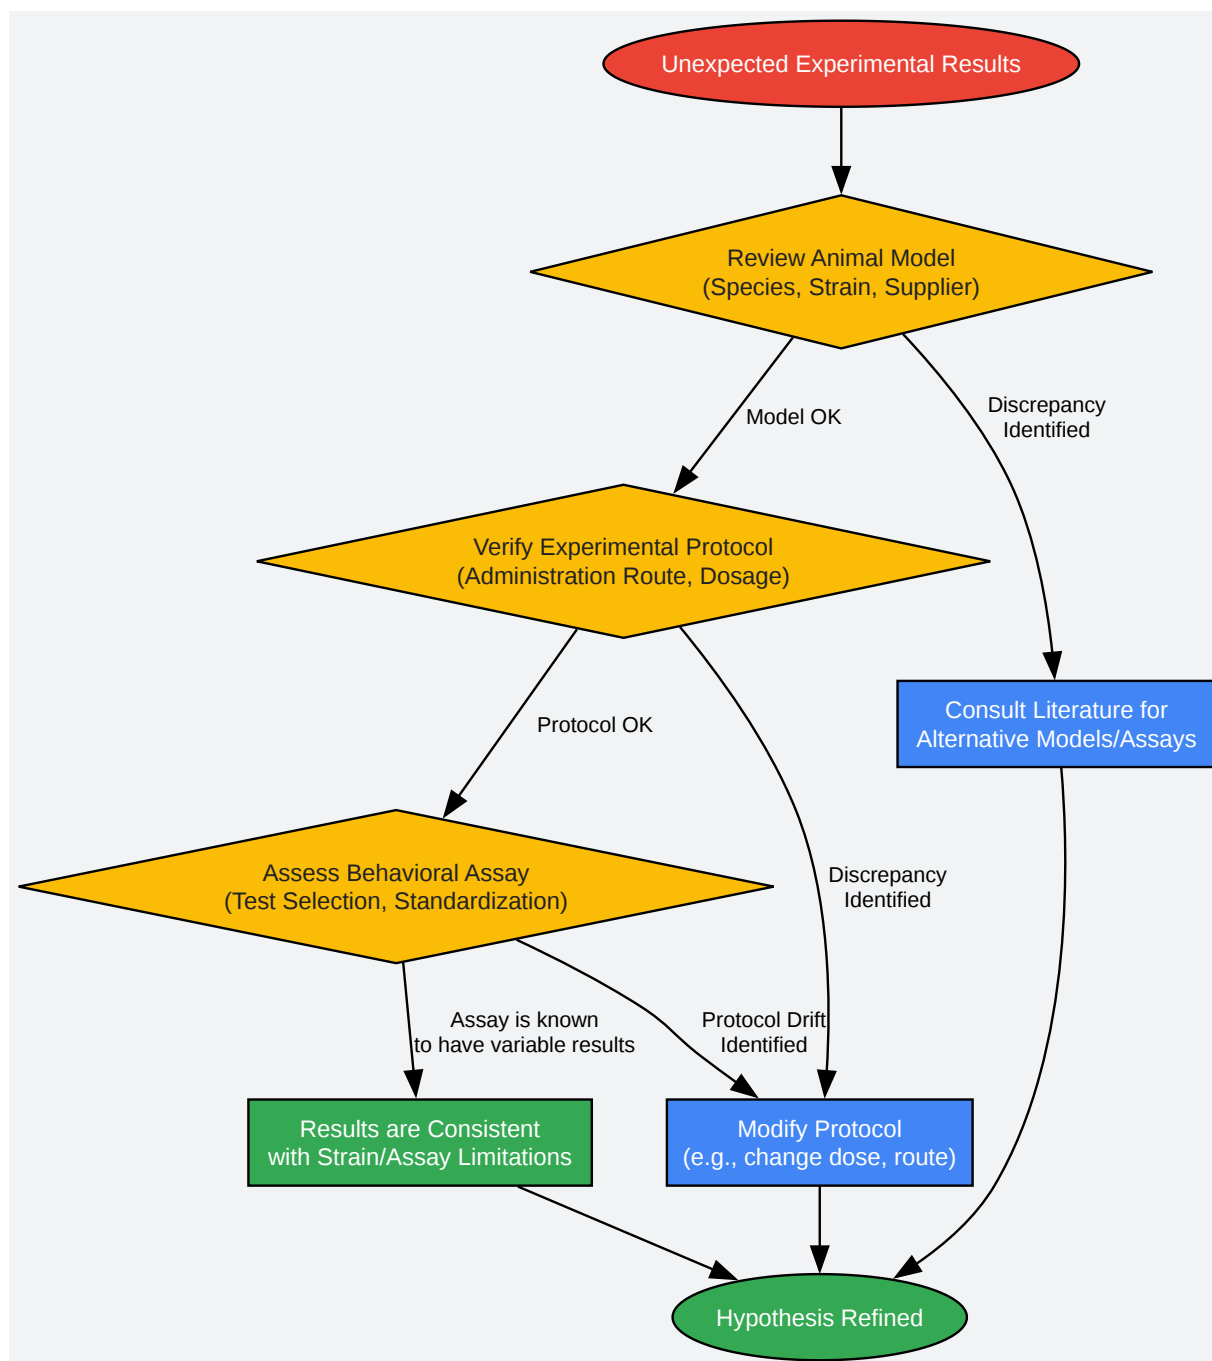 Unexpected Experimental Results
Review Animal Model
(Species, Strain, Supplier)
Model OK
Discrepancy
Identified
Verify Experimental Protocol
(Administration Route, Dosage)
Protocol OK
Consult Literature for
Alternative Models/Assays
Assess Behavioral Assay
(Test Selection, Standardization)
Discrepancy
Identified
Assay is known
to have variable results
Protocol Drift
Identified
Results are Consistent
with Strain/Assay Limitations
Modify Protocol
(e.g., change dose, route)
Hypothesis Refined